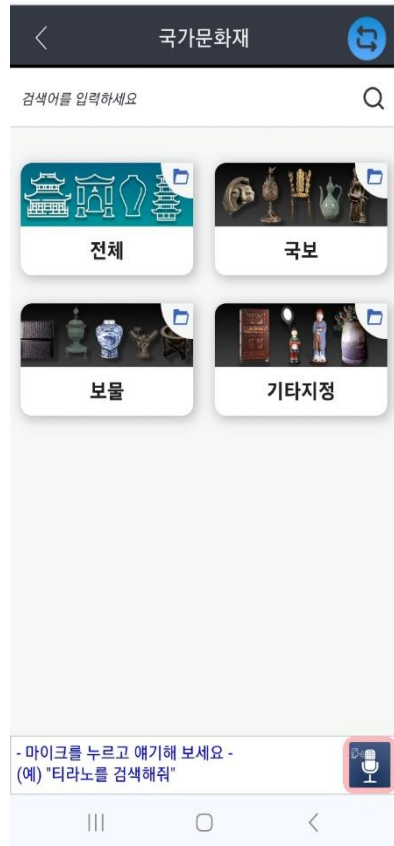 국가문화재
검색어를 입력하세요
전체
국보
보물
기타지정
- 마이크를 누르고 얘기해 보세요 -
(예) "티라노를 검색해줘"